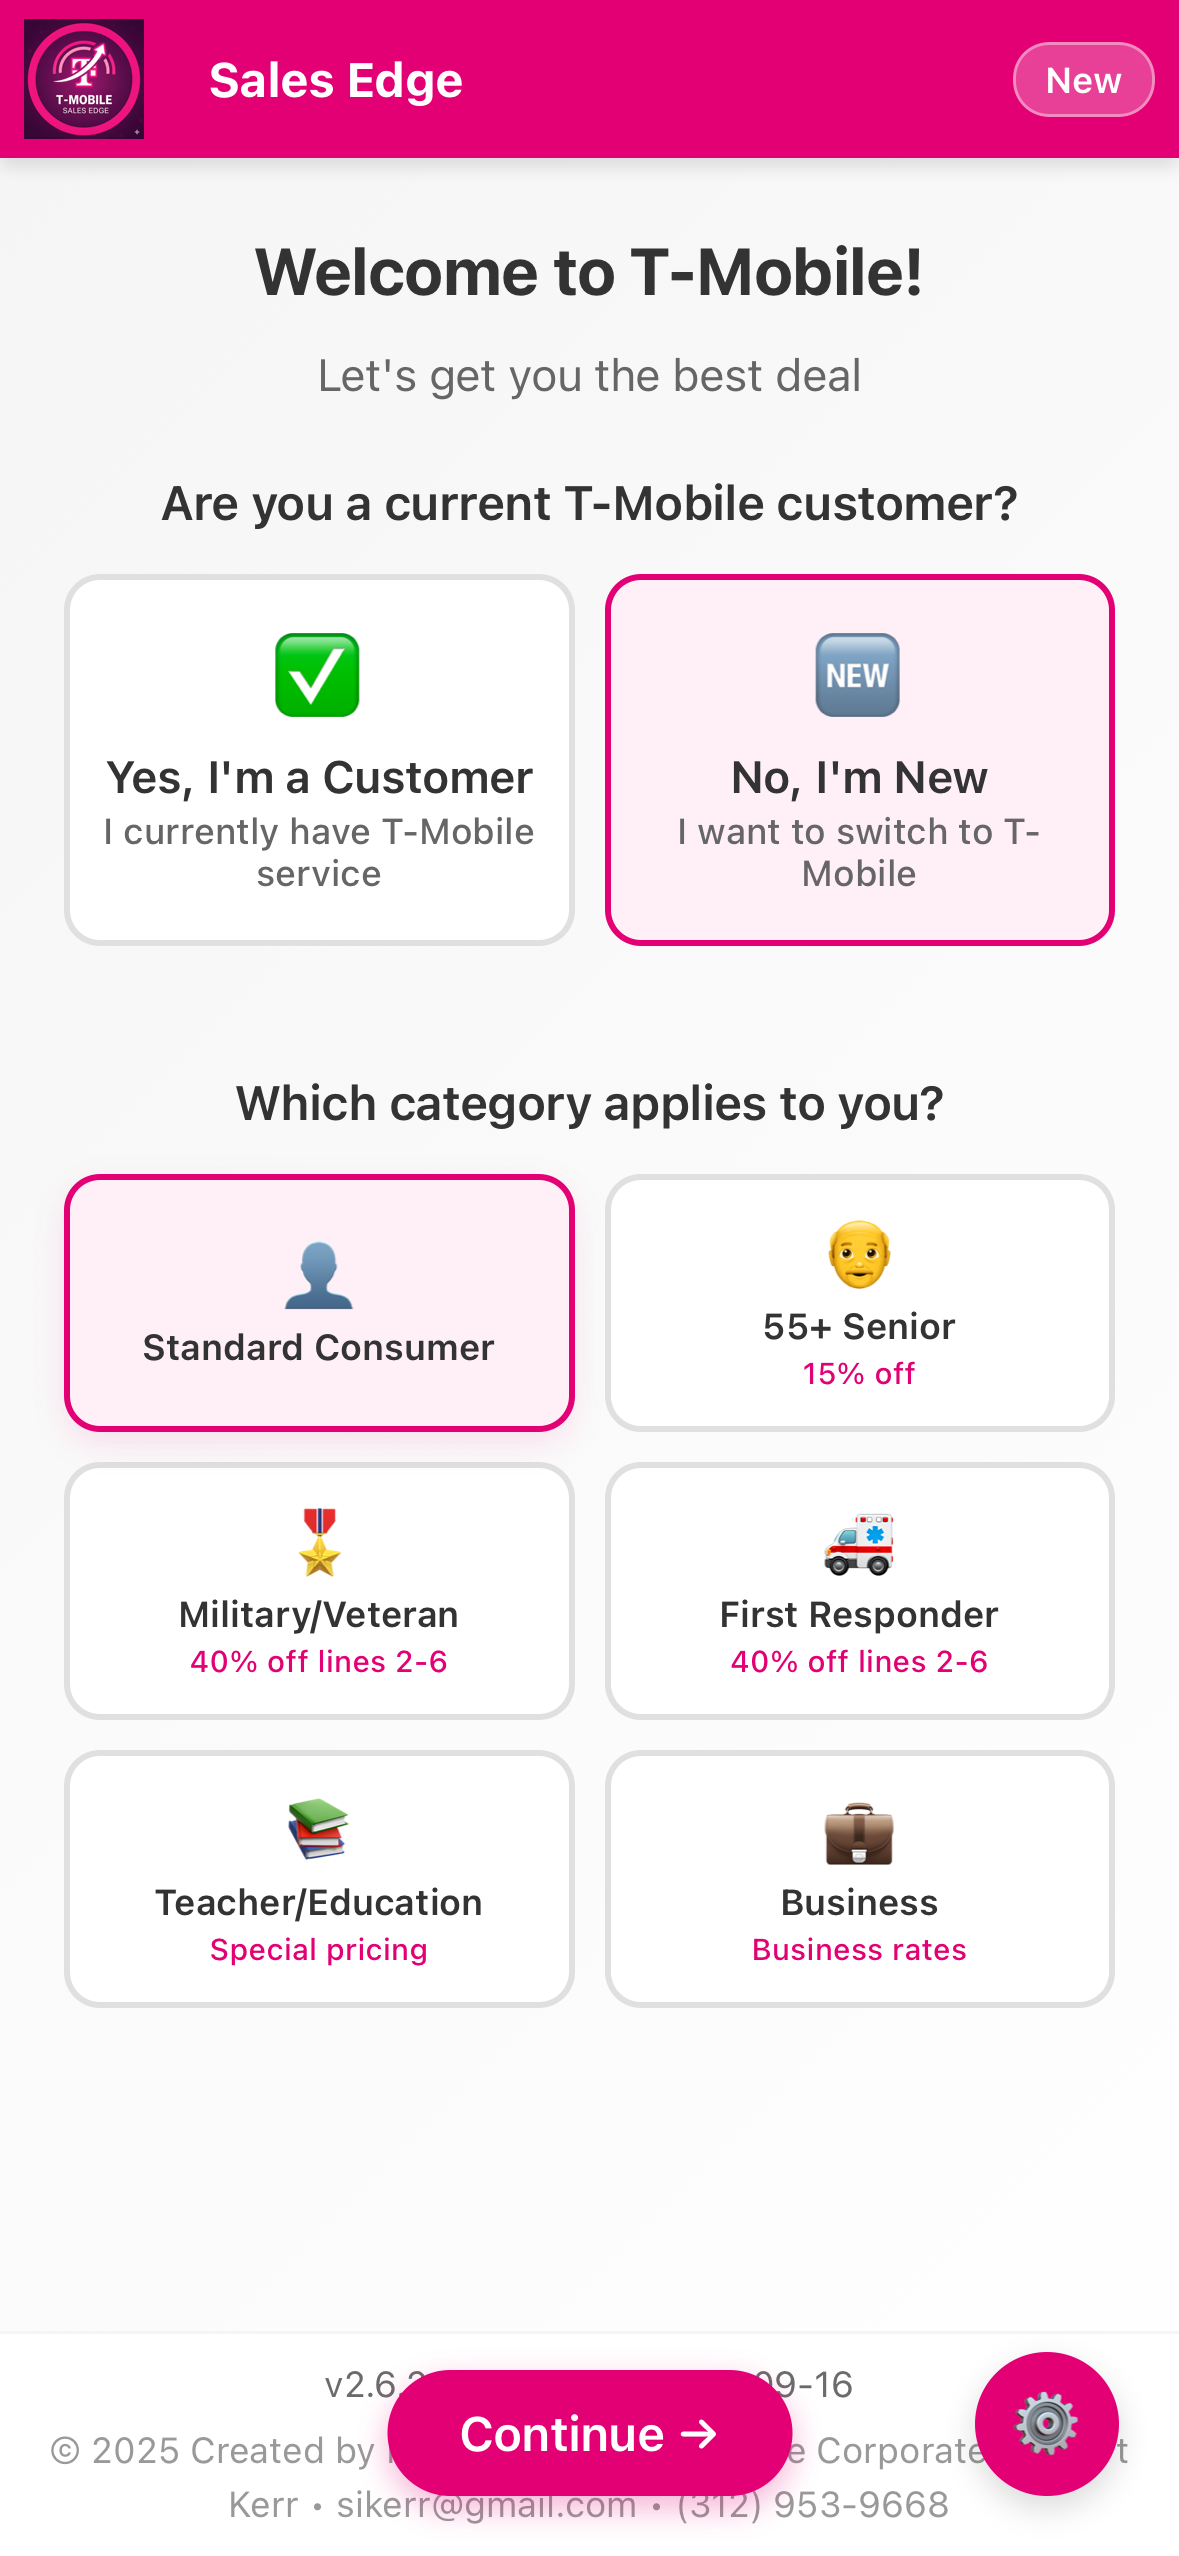 T-MOBILE
SALES EDGE
Sales Edge
New
Welcome to T-Mobile!
Let's get you the best deal
Are you a current T-Mobile customer?
Yes, I'm a Customer
I currently have T-Mobile
service
NEW
No, I'm New
I want to switch to T-
Mobile
Which category applies to you?
Standard Consumer
55+ Senior
15% off
Military/Veteran
40% off lines 2-6
First Responder
40% off lines 2-6
Teacher/Education
Special pricing
Business
Business rates
v2.6. 09-16
Continue →
© 2025 Created by Corporate
Kerr • sikerr@gmail.com • (312) 953-9668